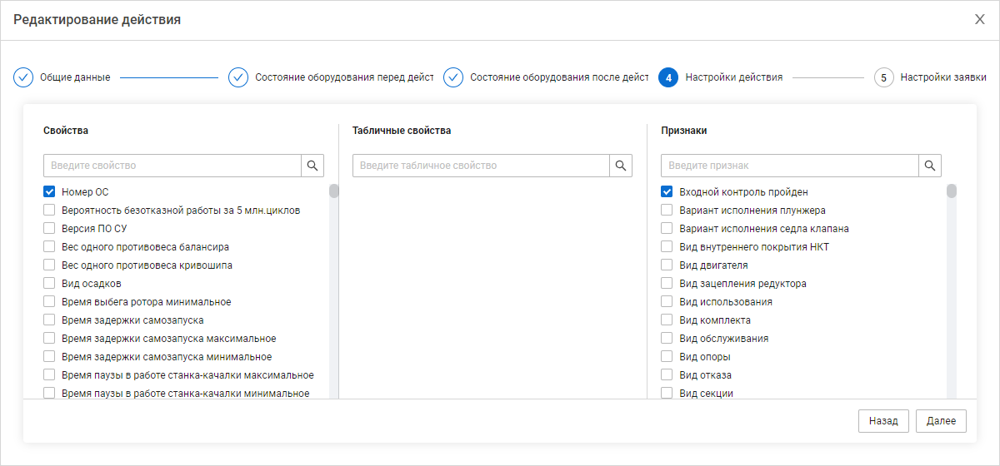 Редактирование действия
Общие данные
Состояние оборудования перед дейст
Состояние оборудования после дейст
4
Настройки действия
5
Настройки заявки
Свойства
Введите свойство
Номер ОС
Вероятность безотказной работы за 5 млн.циклов
Версия ПО СУ
Вес одного противовеса балансира
Вес одного противовеса кривошипа
Вид осадков
Время выбега ротора минимальное
Время задержки самозапуска
Время задержки самозапуска максимальное
Время задержки самозапуска минимальное
Время паузы в работе станка-качалки максимальное
Время паузы в работе станка-качалки минимальное
Табличные свойства
Введите табличное свойство
Признаки
Введите признак
Входной контроль пройден
Вариант исполнения плунжера
Вариант исполнения седла клапана
Вид внутреннего покрытия НКТ
Вид двигателя
Вид зацепления редуктора
Вид использования
Вид комплекта
Вид обслуживания
Вид опоры
Вид отказа
Вид секции
Назад
Далее